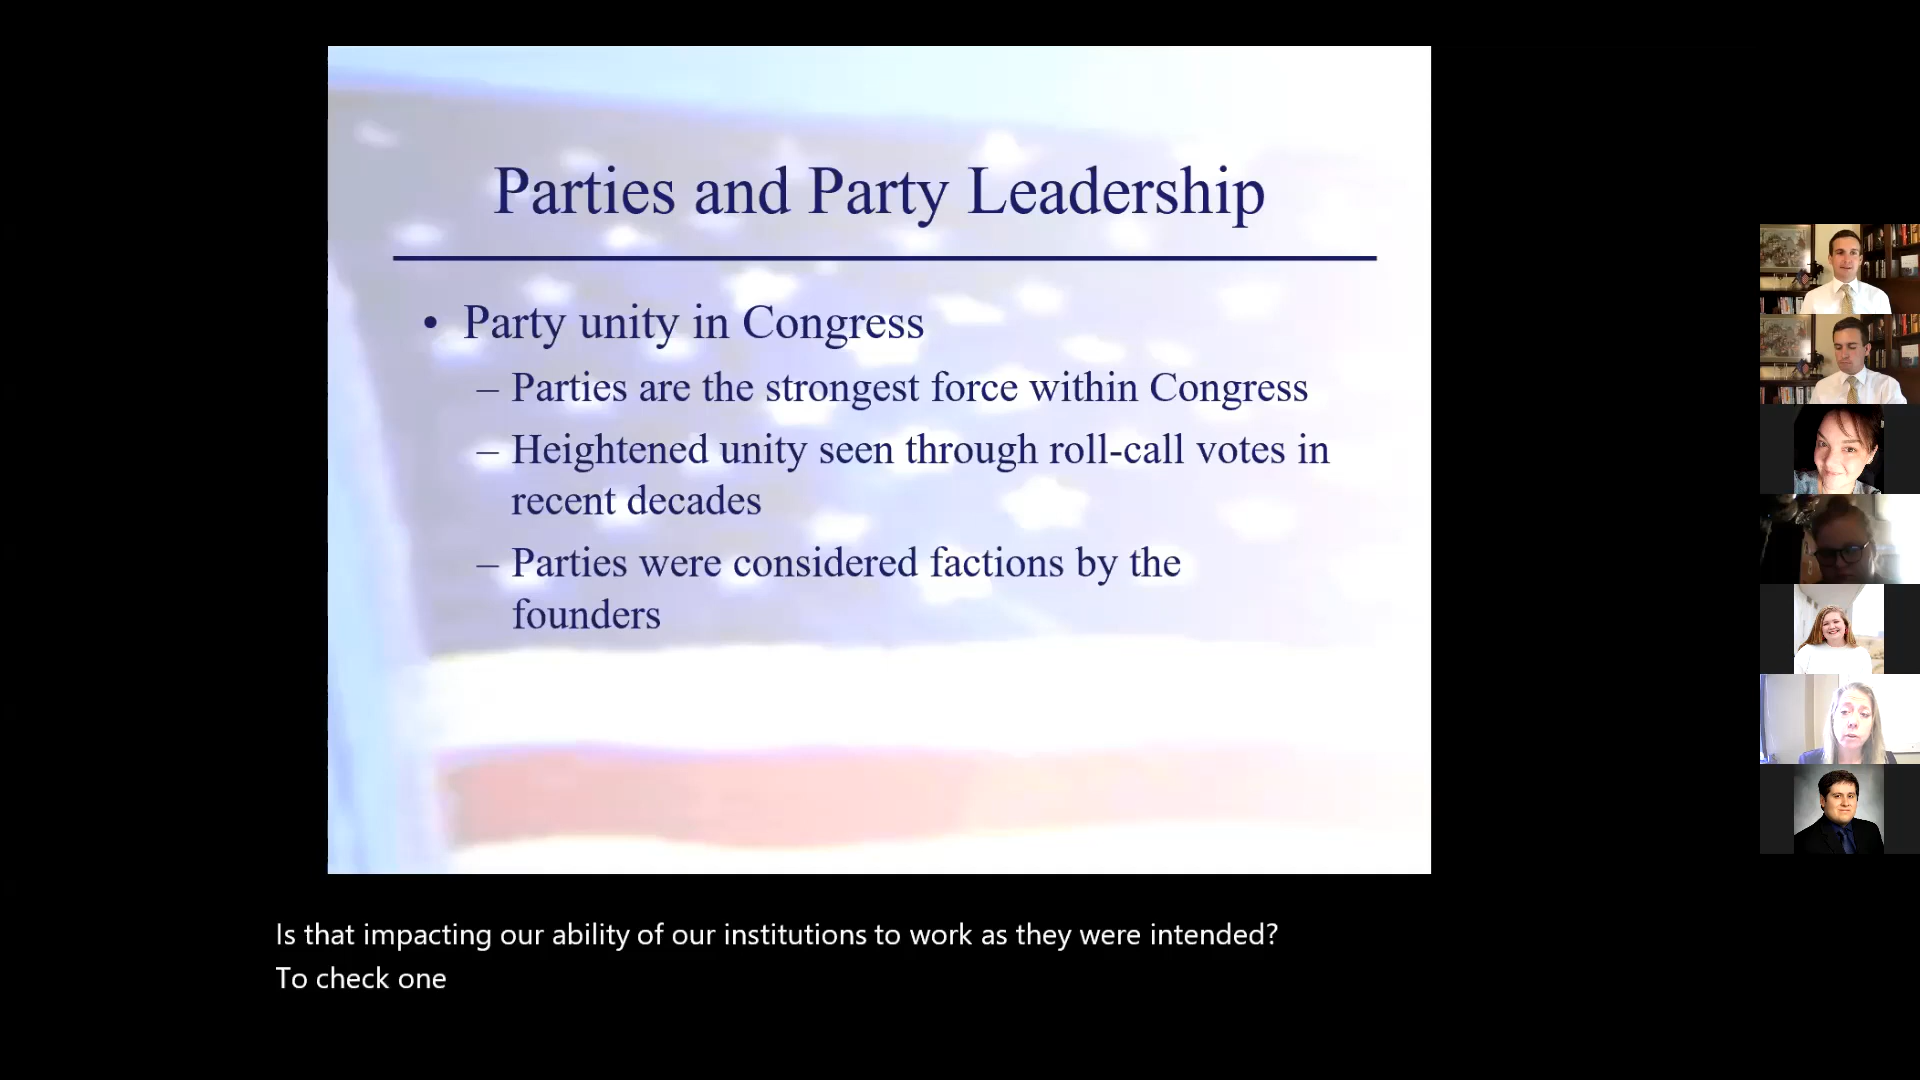 Parties and Party Leadership
• Party unity in Congress
– Parties are the strongest force within Congress
– Heightened unity seen through roll-call votes in
recent decades
– Parties were considered factions by the
founders
Is that impacting our ability of our institutions to work as they were intended?
To check one